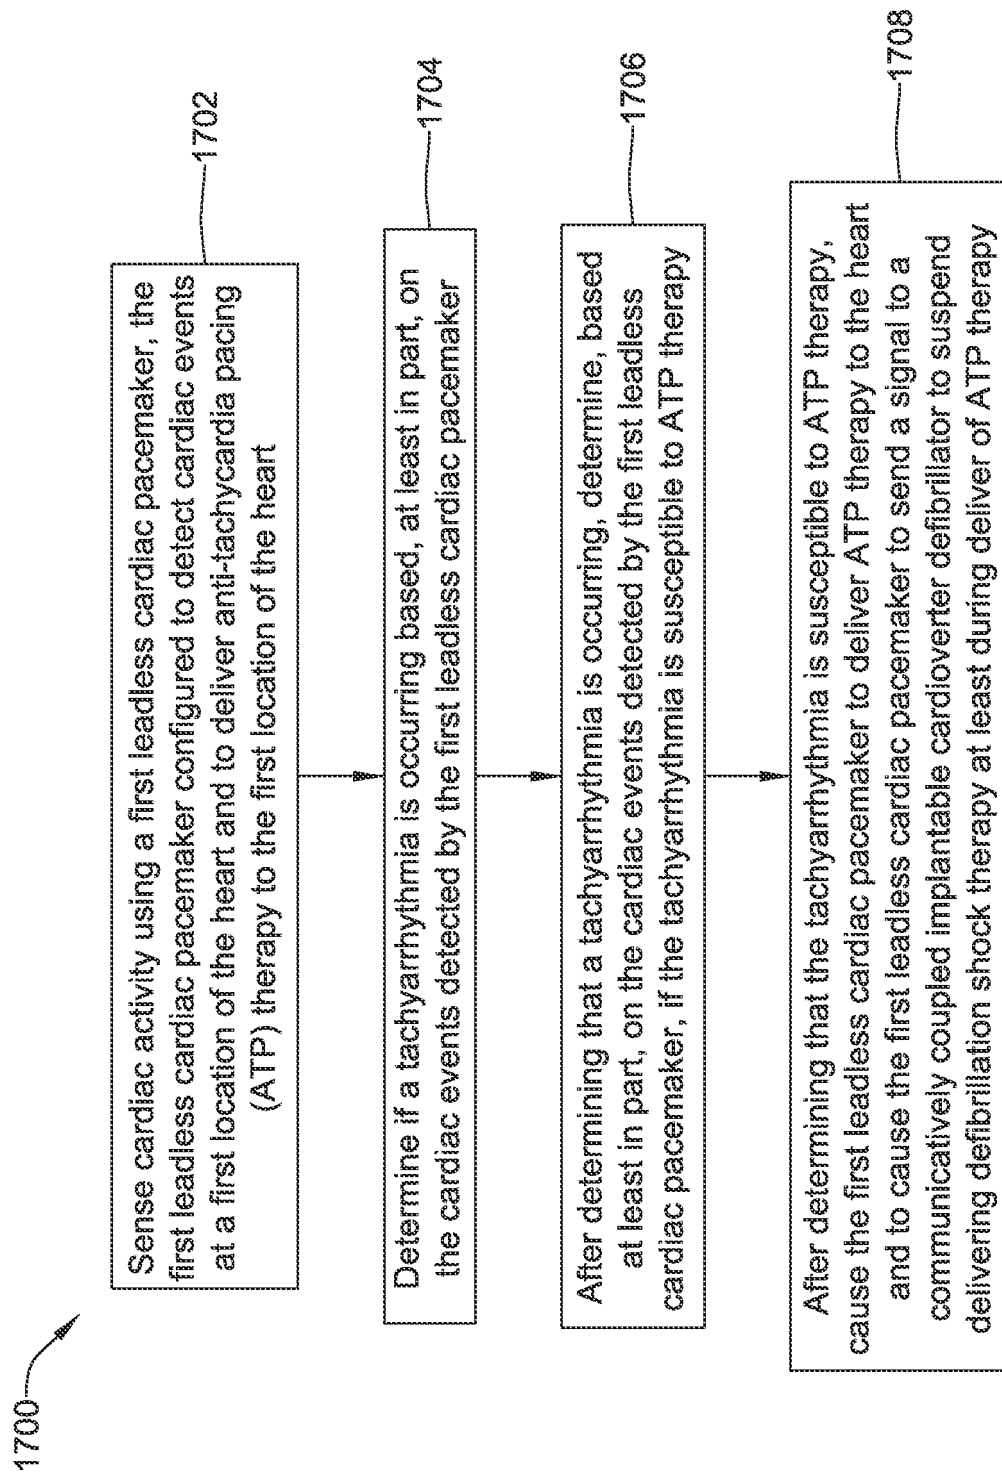 1700
Sense cardiac activity using a first leadless cardiac pacemaker, the
first leadless cardiac pacemaker configured to detect cardiac events
at a first location of the heart and to deliver anti-tachycardia pacing
(ATP) therapy to the first location of the heart
1702
Determine if a tachyarrhythmia is occurring based, at least in part, on
the cardiac events detected by the first leadless cardiac pacemaker
1704
After determining that a tachyarrhythmia is occurring, determine, based
at least in part, on the cardiac events detected by the first leadless
cardiac pacemaker, if the tachyarrhythmia is susceptible to ATP therapy
1706
After determining that the tachyarrhythmia is susceptible to ATP therapy,
cause the first leadless cardiac pacemaker to deliver ATP therapy to the heart
and to cause the first leadless cardiac pacemaker to send a signal to a
communicatively coupled implantable cardioverter defibrillator to suspend
delivering defibrillation shock therapy at least during deliver of ATP therapy
1708